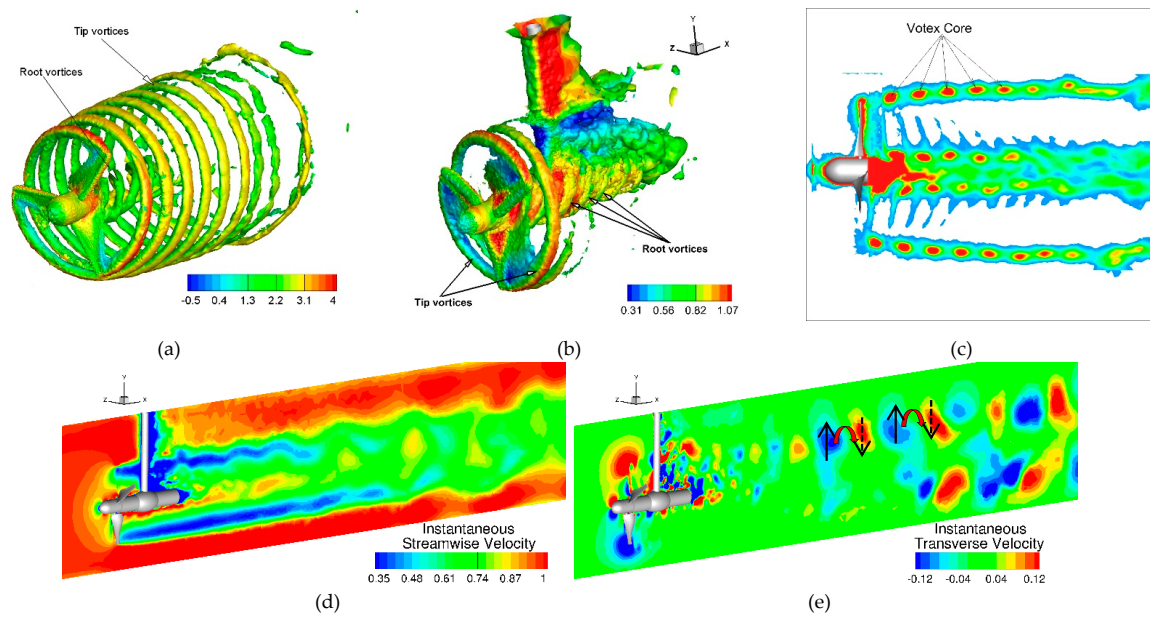 Tip vortices
Root vortices
-0.5 0.4 1.3 2.2 3.1 4
(a)
Y
Z X
Root vortices
Tip vortices
0.31 0.56 0.82 1.07
(b)
Votex Core
(c)
Y
Z X
Instantaneous
Streamwise Velocity
0.35 0.48 0.61 0.74 0.87 1
(d)
Y
Z X
Instantaneous
Transverse Velocity
-0.12 -0.04 0.04 0.12
(e)